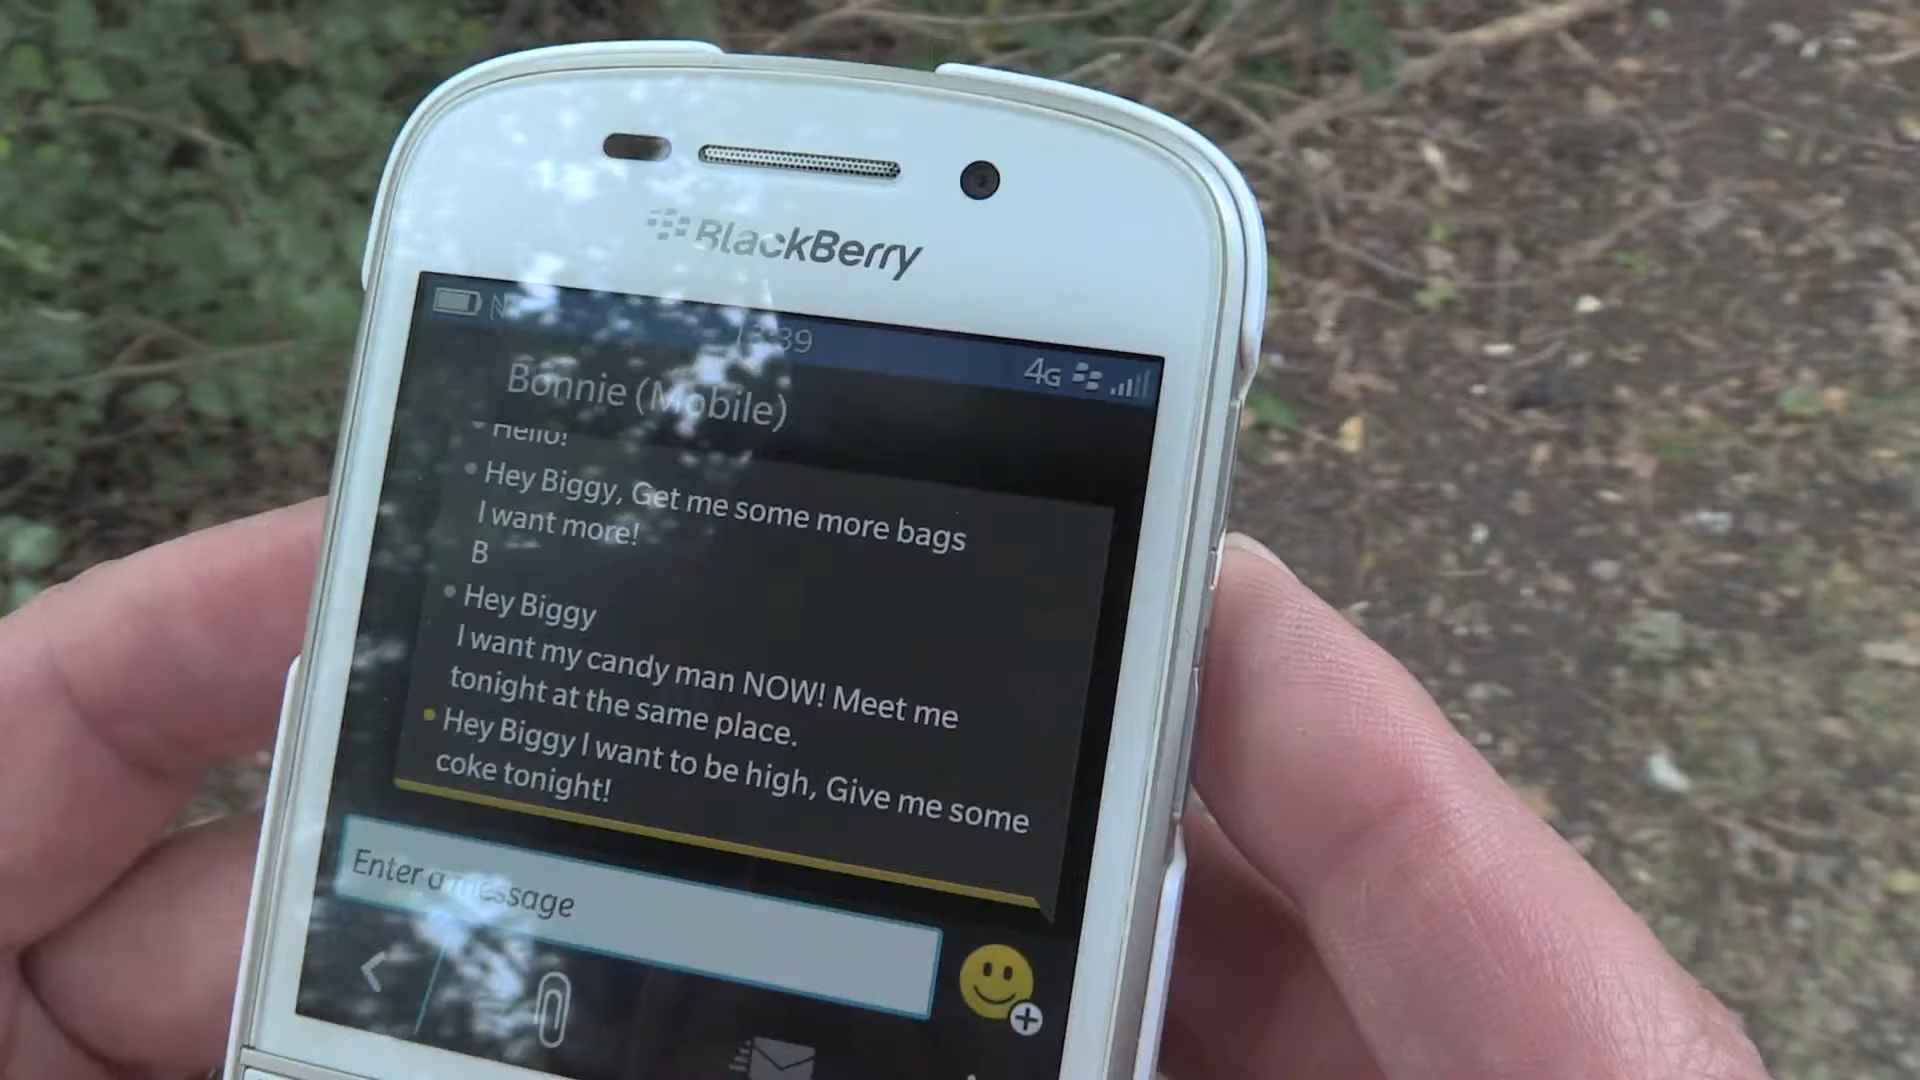 BlackBerry
4G
Bonnie (Mobile)
Hello!
Hey Biggy, Get me some more bags
I want more!
B
Hey Biggy
I want my candy man NOW! Meet me
tonight at the same place.
Hey Biggy I want to be high, Give me some
coke tonight!
Enter a message